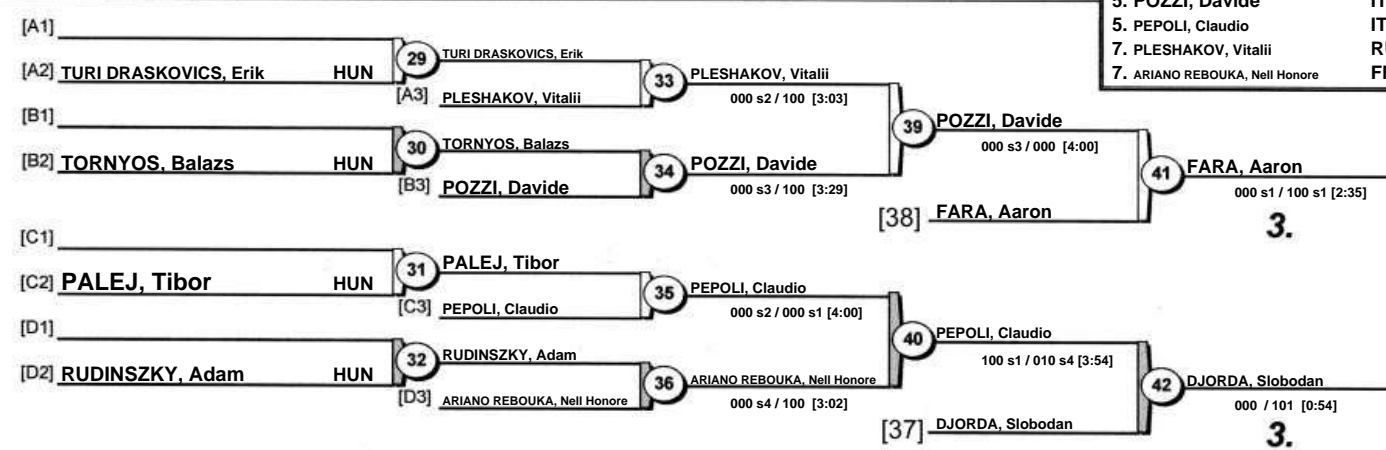 5. POZZI, Davide
5. PEPOLI, Claudio IT
7. PLESHAKOV, Vitalii
7. ARIANO REBOUKA, Nell Honore
[A1]
[A2] TURI DRASKOVICS, Erik HUN
29
TURI DRASKOVICS, Erik
[A3] PLESHAKOV, Vitalii
33
PLESHAKOV, Vitalii
000 s2 / 100 [3:03]
[B1]
[B2] TORNYOS, Balazs HUN
30
TORNYOS, Balazs
[B3] POZZI, Davide
34
POZZI, Davide
000 s3 / 100 [3:29]
39
POZZI, Davide
000 s3 / 000 [4:00]
[38] FARA, Aaron
41
FARA, Aaron
000 s1 / 100 s1 [2:35]
3.
[C1]
[C2] PALEJ, Tibor HUN
31
PALEJ, Tibor
[C3] PEPOLI, Claudio
35
PEPOLI, Claudio
000 s2 / 000 s1 [4:00]
[D1]
[D2] RUDINSZKY, Adam HUN
32
RUDINSZKY, Adam
[D3] ARIANO REBOUKA, Nell Honore
36
ARIANO REBOUKA, Nell Honore
000 s4 / 100 [3:02]
40
PEPOLI, Claudio
100 s1 / 010 s4 [3:54]
[37] DJORDA, Slobodan
42
DJORDA, Slobodan
000 / 101 [0:54]
3.